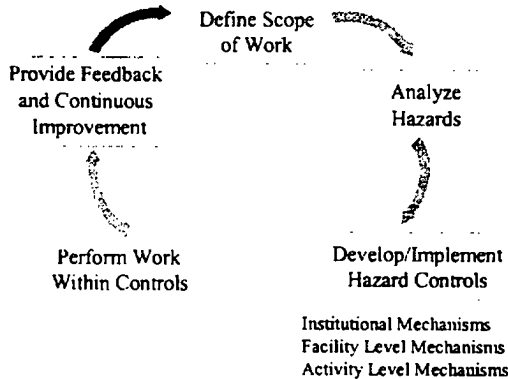 Define Scope
of Work
Analyze
Hazards
Develop/Implement
Hazard Controls
Institutional Mechanisms
Facility Level Mechanisms
Activity Level Mechanisms
Perform Work
Within Controls
Provide Feedback
and Continuous
Improvement